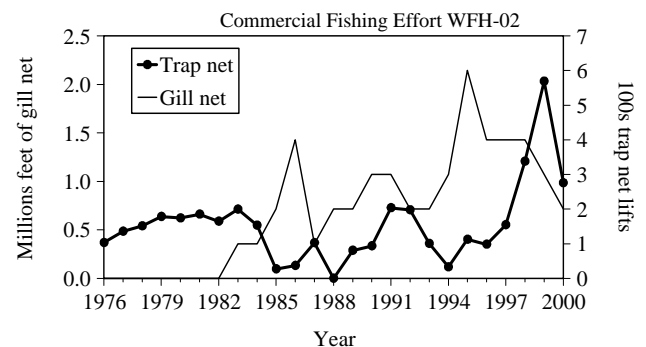 Commercial Fishing Effort WFH-02
Millions feet of gill net
2.5
2.0
1.5
1.0
0.5
0.0
Trap net
Gill net
7
6
5
4
3
2
1
0
100s trap net lifts
1976 1979 1982 1985 1988 1991 1994 1997 2000
Year